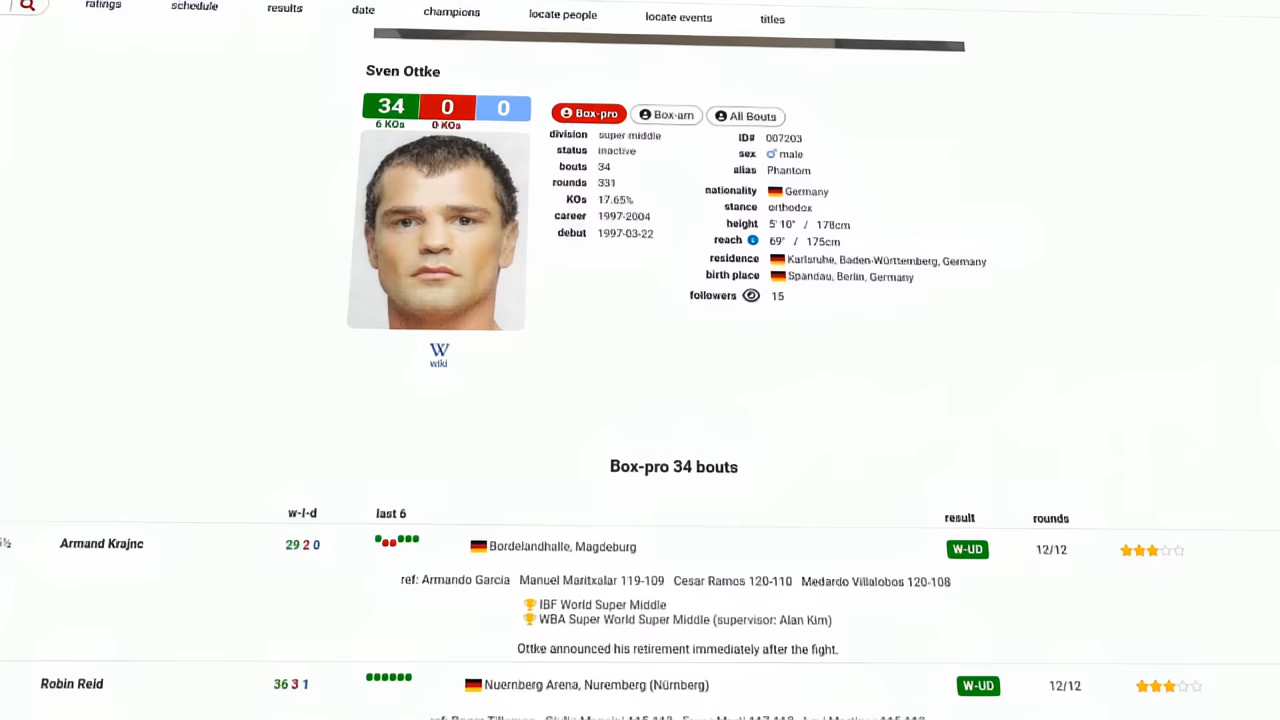 ratings schedule results date champions locate people locate events titles
Sven Ottke
34 0 0
6 KOs 0 KOs
Box-pro Box-am All Bouts
division super middle
status inactive
bouts 34
rounds 331
KOs 17.65%
career 1997-2004
debut 1997-03-22
ID# 007203
sex male
alias Phantom
nationality Germany
stance orthodox
height 5' 10" / 178cm
reach 69" / 175cm
residence Karlsruhe, Baden-Württemberg, Germany
birth place Spandau, Berlin, Germany
followers 15
W
wiki
Box-pro 34 bouts
w-l-d last 6 result rounds
½ Armand Krajnc 29 2 0 Bordelandhalle, Magdeburg W-UD 12/12
ref: Armando Garcia Manuel Maritxalar 119-109 Cesar Ramos 120-110 Medardo Villalobos 120-108
IBF World Super Middle
WBA Super World Super Middle (supervisor: Alan Kim)
Ottke announced his retirement immediately after the fight.
Robin Reid 36 3 1 Nuernberg Arena, Nuremberg (Nürnberg) W-UD 12/12